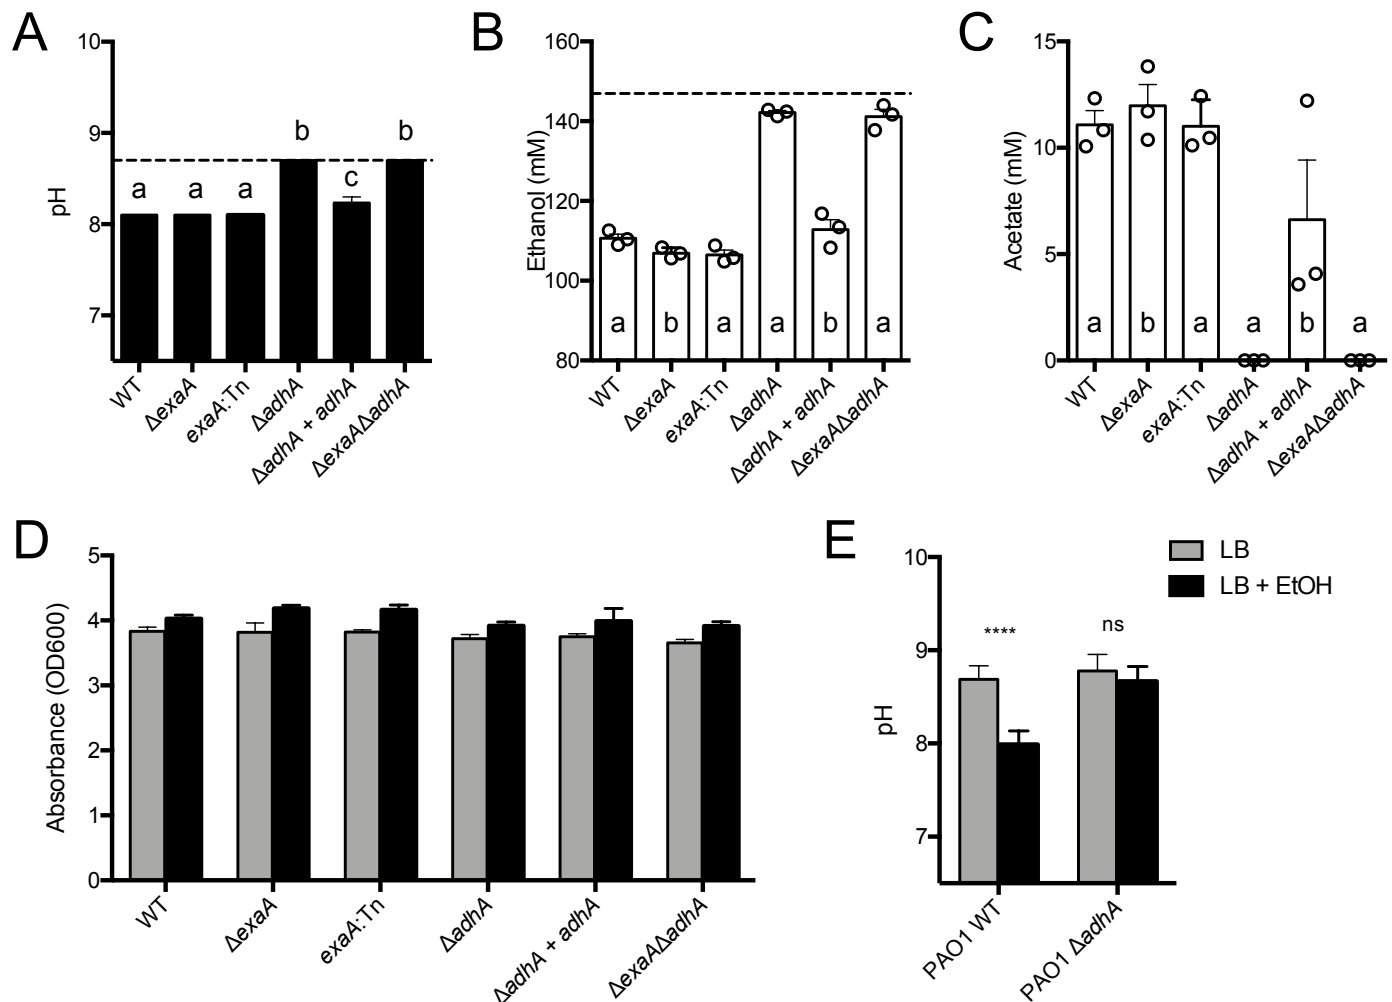 A
10
9
8
7
pH
a
a
a
b
c
b
WT
ΔexaA
exaA:Tn
ΔadhA
ΔadhA + adhA
ΔexaAΔadhA
B
160
140
120
100
80
Ethanol (mM)
a
b
a
a
b
a
WT
ΔexaA
exaA:Tn
ΔadhA
ΔadhA + adhA
ΔexaAΔadhA
C
15
10
5
0
Acetate (mM)
a
b
a
a
b
a
WT
ΔexaA
exaA:Tn
ΔadhA
ΔadhA + adhA
ΔexaAΔadhA
D
5
4
3
2
1
0
Absorbance (OD600)
WT
ΔexaA
exaA:Tn
ΔadhA
ΔadhA + adhA
ΔexaAΔadhA
E
10
9
8
7
pH
****
ns
LB
LB + EtOH
PAO1 WT
PAO1 ΔadhA